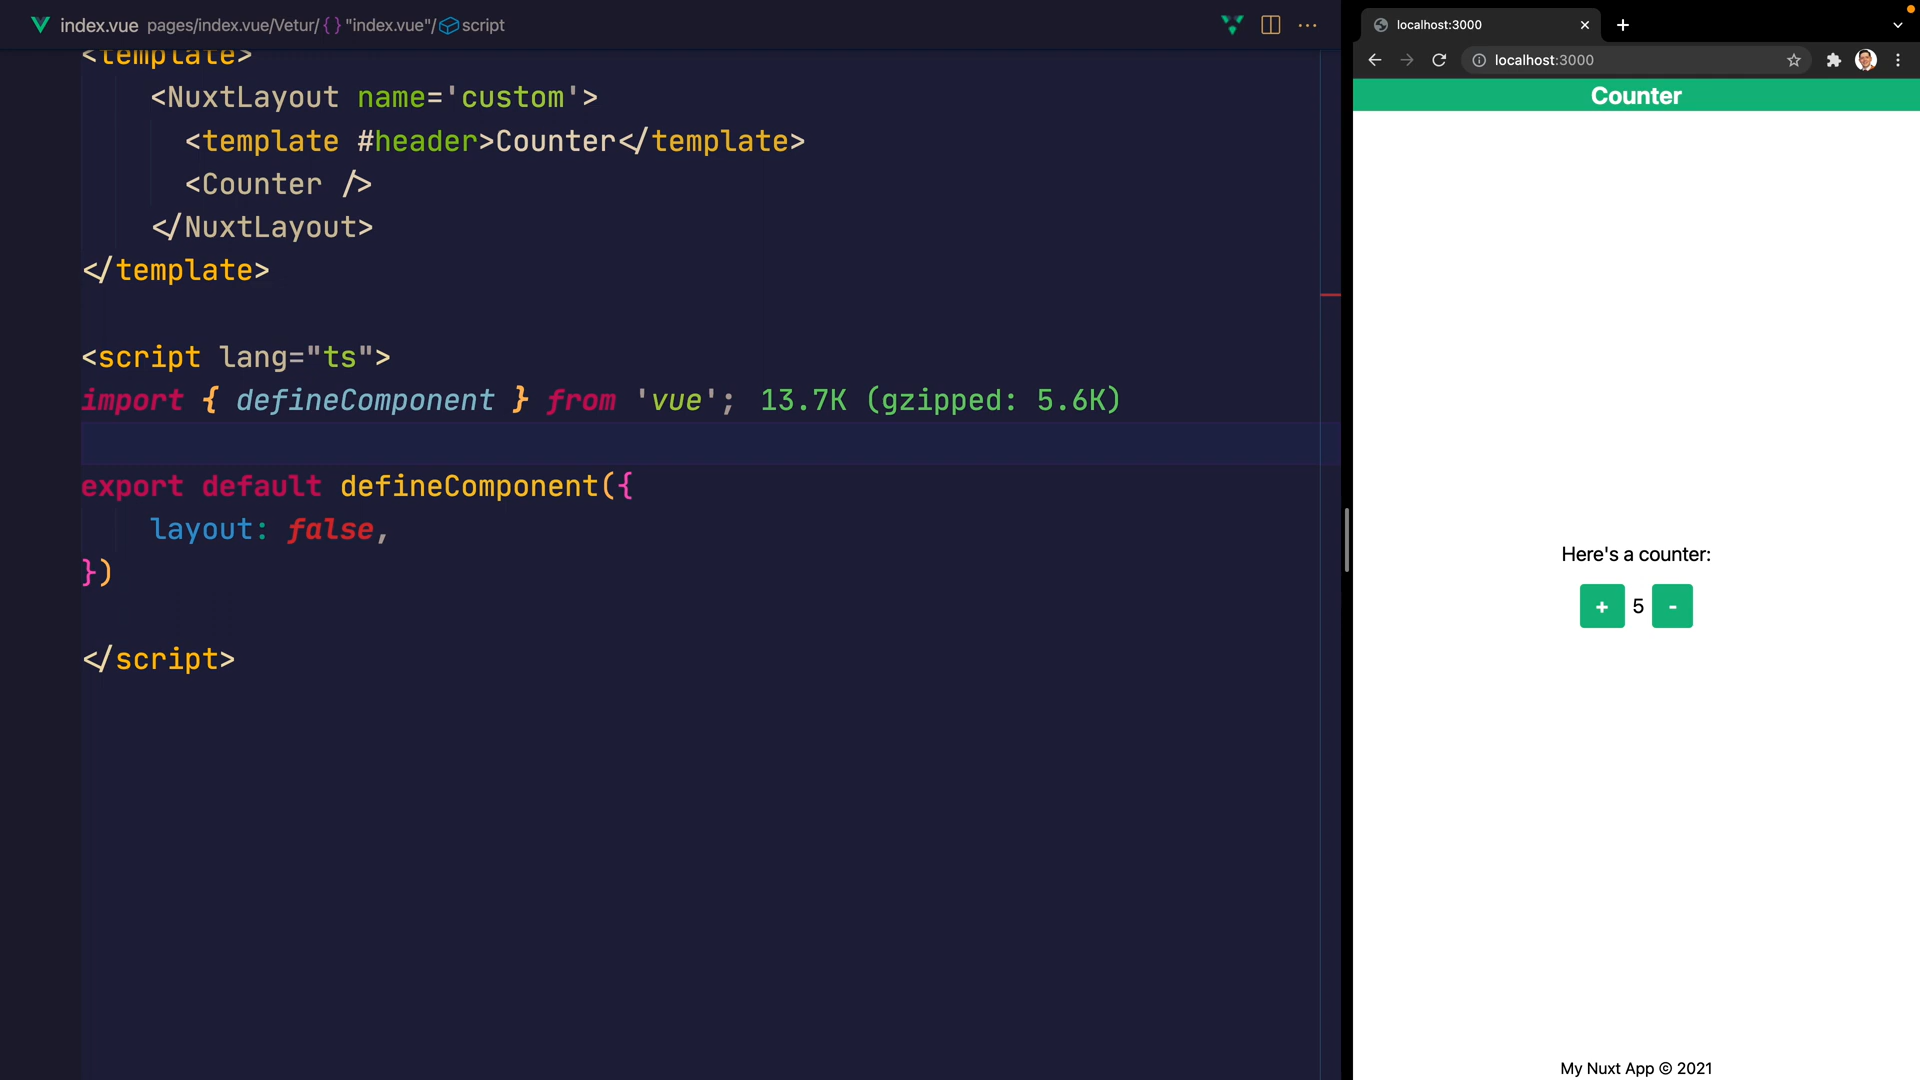 index.vue pages/index.vue/Vetur/{} "index.vue"/script
<template>
<NuxtLayout name='custom'>
<template #header>Counter</template>
<Counter />
</NuxtLayout>
</template>
<script lang="ts">
import { defineComponent } from 'vue'; 13.7K (gzipped: 5.6K)
export default defineComponent({
layout: false,
})
</script>
localhost:3000
localhost:3000
Counter
Here's a counter:
+ 5 -
My Nuxt App © 2021